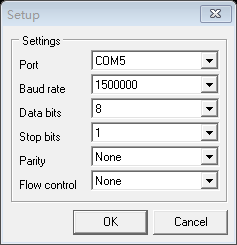 Setup
Settings
Port COM5
Baud rate 1500000
Data bits 8
Stop bits 1
Parity None
Flow control None
OK Cancel